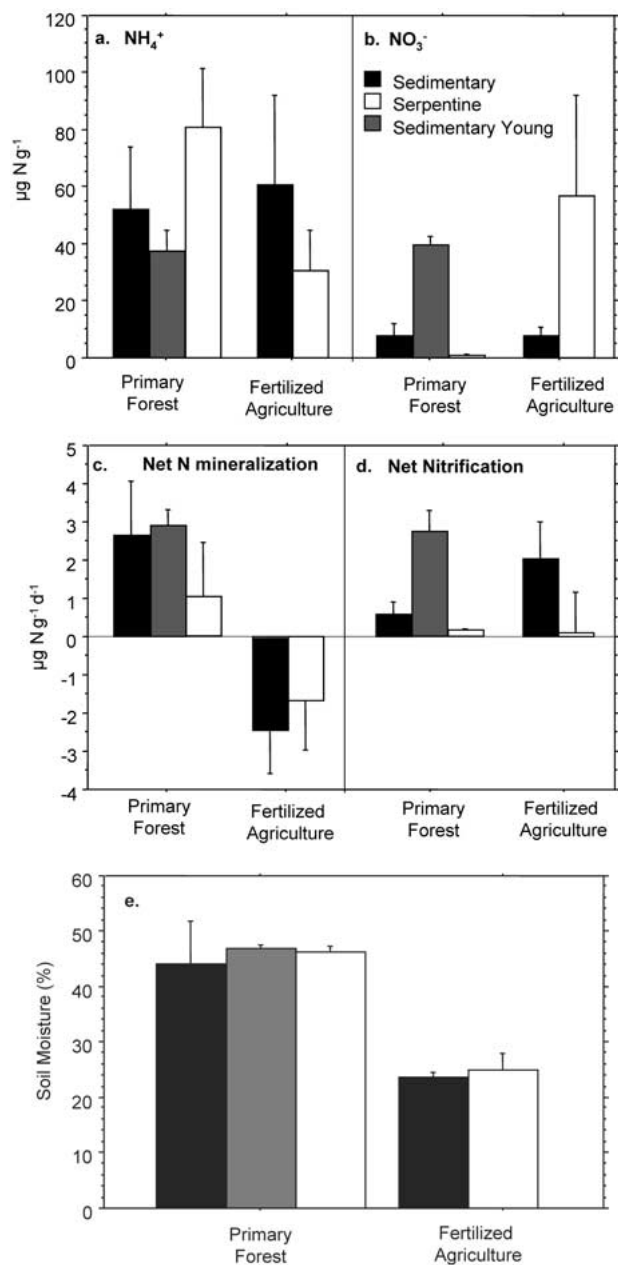 a. NH₄⁺
b. NO₃⁻
Sedimentary
Serpentine
Sedimentary Young
µg N g⁻¹
120
100
80
60
40
20
0
Primary
Forest
Fertilized
Agriculture
Primary
Forest
Fertilized
Agriculture
c. Net N mineralization
d. Net Nitrification
µg N g⁻¹ d⁻¹
5
4
3
2
1
0
-1
-2
-3
-4
Primary
Forest
Fertilized
Agriculture
Primary
Forest
Fertilized
Agriculture
e.
Soil Moisture (%)
60
50
40
30
20
10
0
Primary
Forest
Fertilized
Agriculture